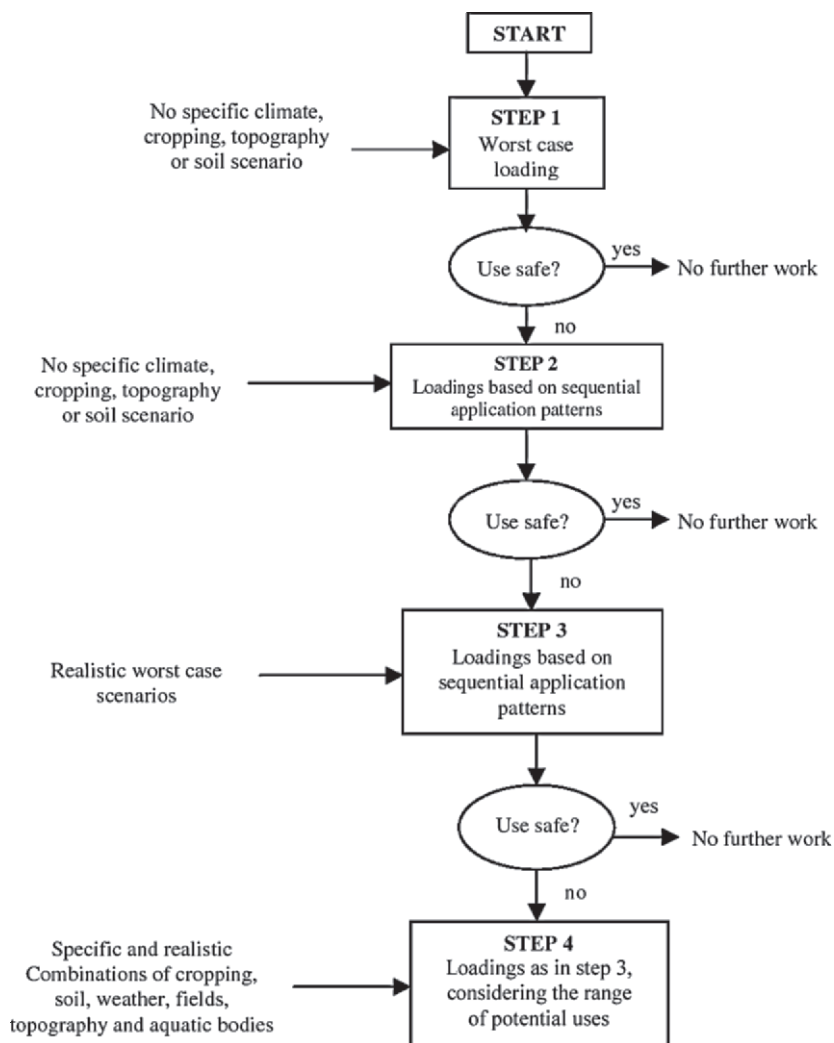 START
No specific climate,
cropping, topography
or soil scenario
STEP 1
Worst case
loading
Use safe?
yes
No further work
no
No specific climate,
cropping, topography
or soil scenario
STEP 2
Loadings based on sequential
application patterns
Use safe?
yes
No further work
no
Realistic worst case
scenarios
STEP 3
Loadings based on
sequential application
patterns
Use safe?
yes
No further work
no
Specific and realistic
Combinations of cropping,
soil, weather, fields,
topography and aquatic bodies
STEP 4
Loadings as in step 3,
considering the range
of potential uses